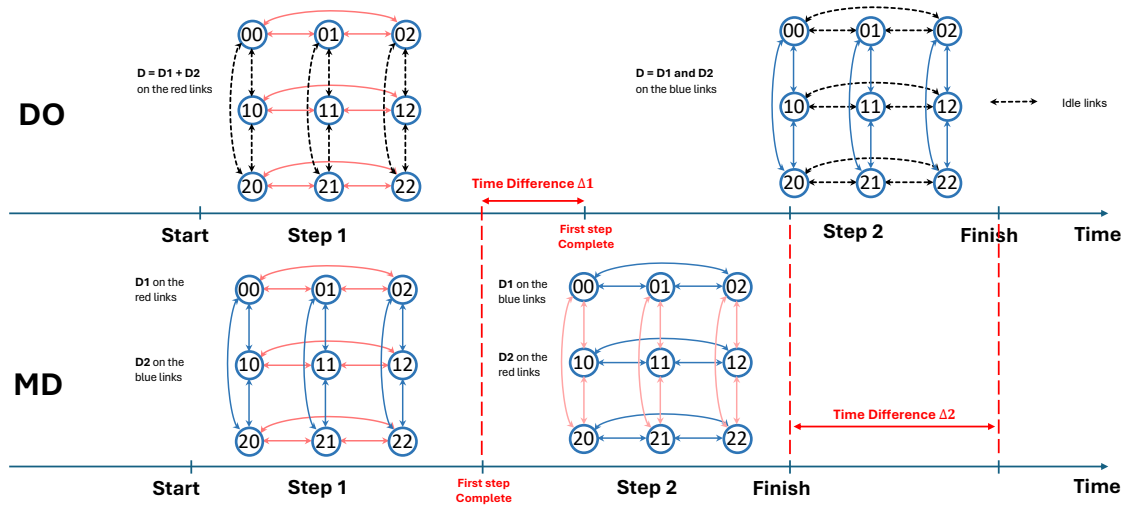 00 01 02
D = D1 + D2
on the red links
10 11 12
DO
20 21 22
D = D1 and D2
on the blue links
00 01 02
10 11 12
20 21 22
Idle links
Time Difference Δ1
Start
Step 1
First step
Complete
Step 2
Finish
Time
D1 on the
red links
00 01 02
D2 on the
blue links
10 11 12
MD
20 21 22
D1 on the
blue links
00 01 02
D2 on the
red links
10 11 12
20 21 22
Time Difference Δ2
Start
Step 1
First step
Complete
Step 2
Finish
Time